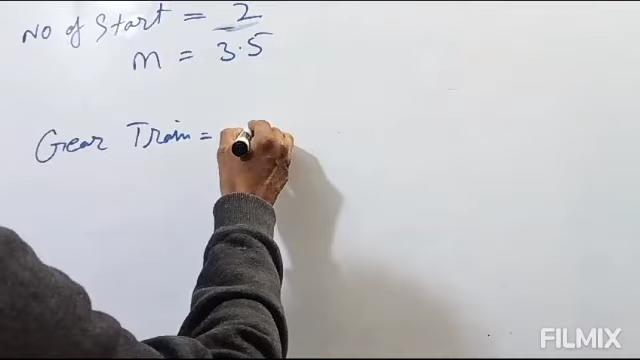 No of Start = 2
m = 3.5
Gear Train =
FILMIX